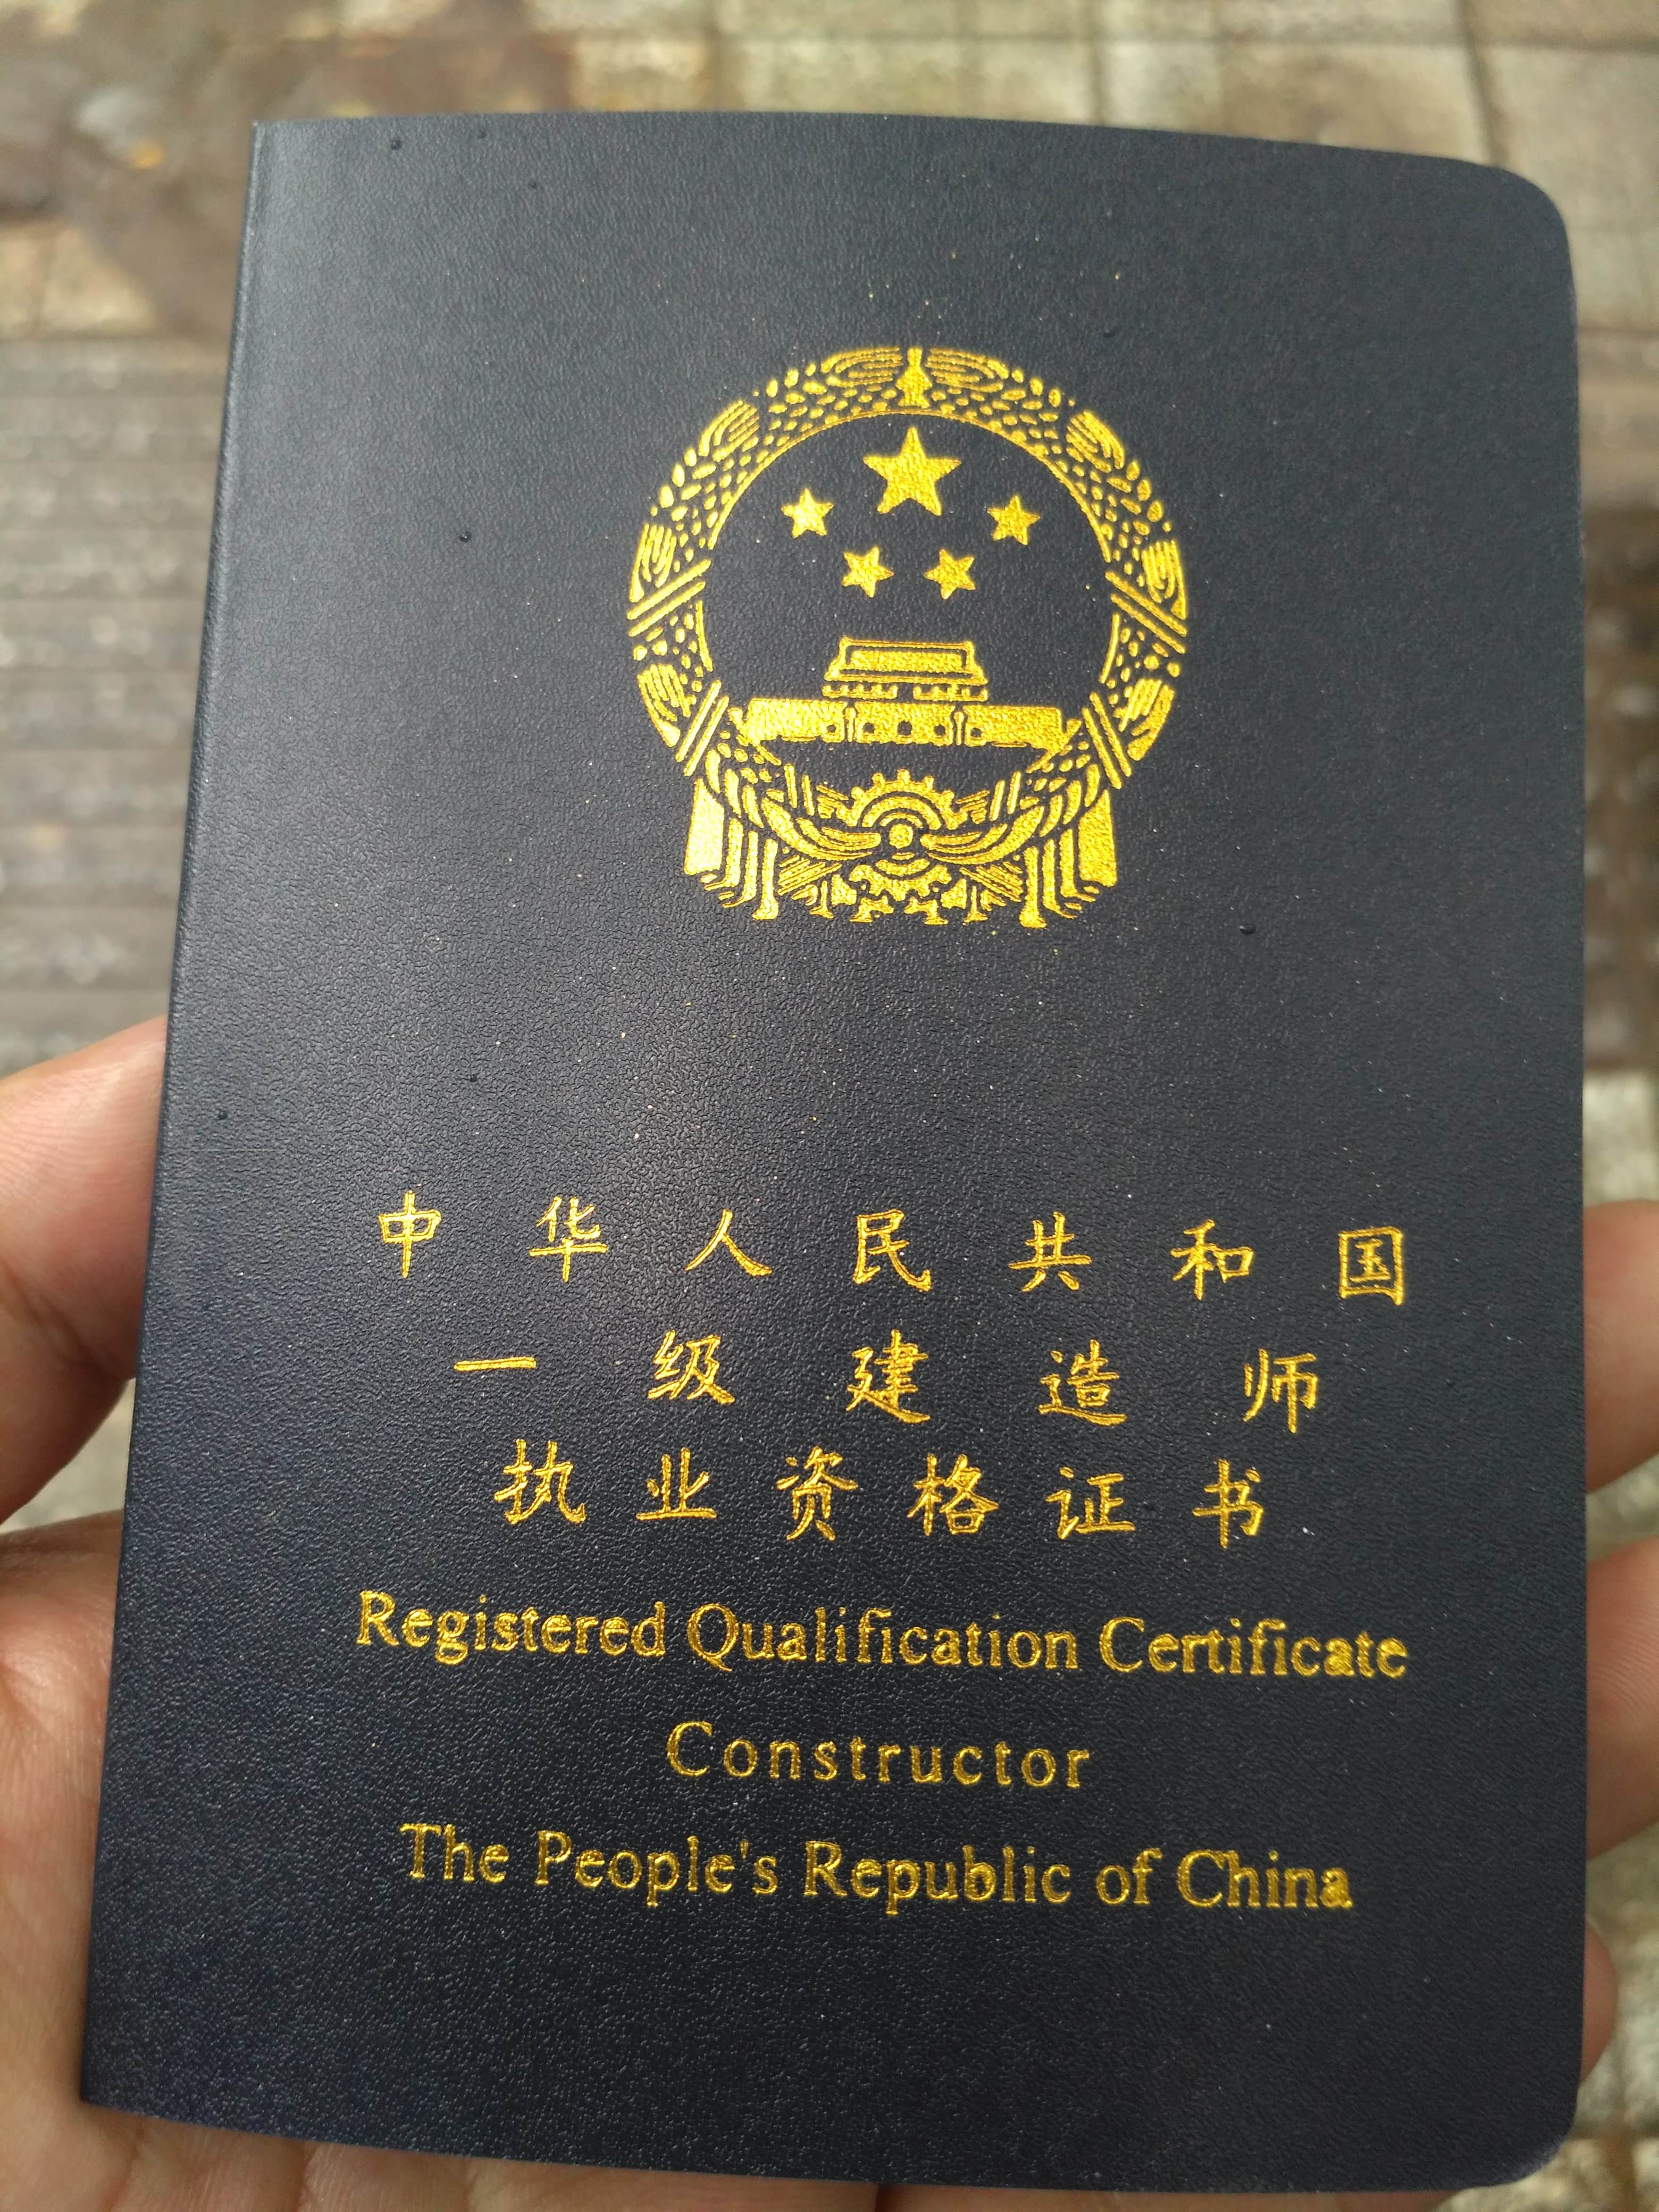 中华人民共和国
一级建造师
执业资格证书
Registered Qualification Certificate
Constructor
The People's Republic of China